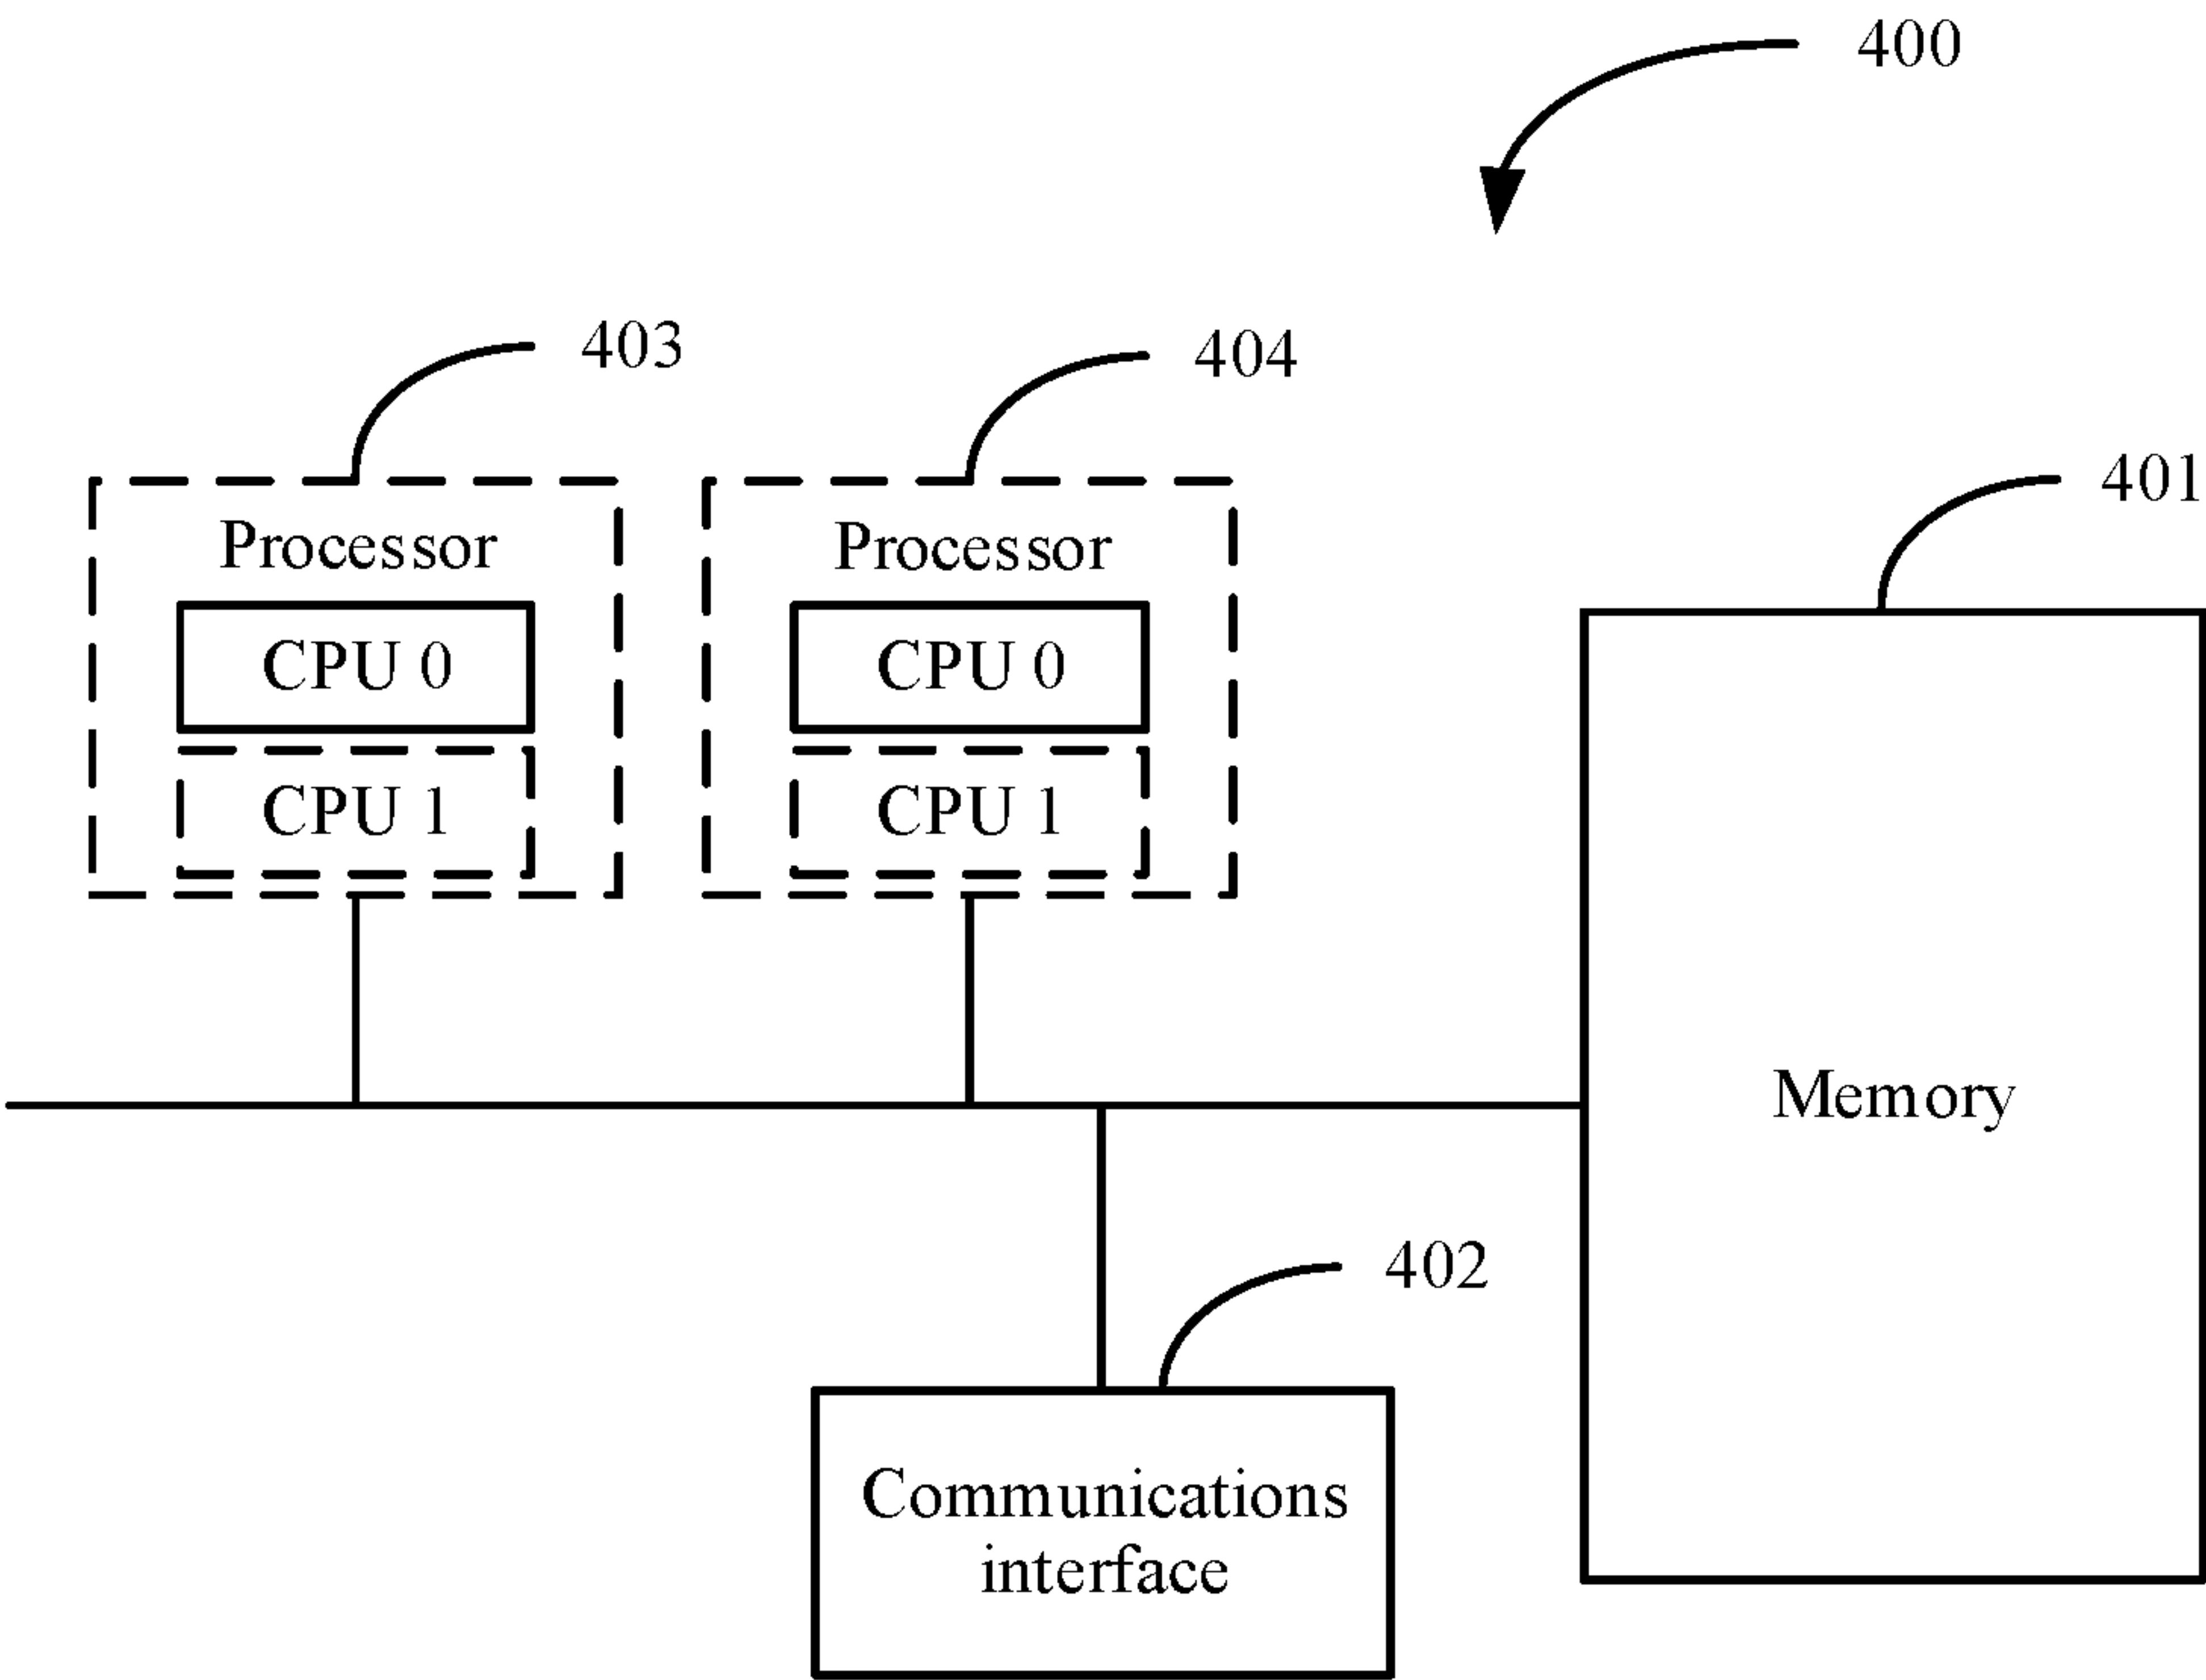 400
403
404
401
Processor
Processor
CPU 0
CPU 0
CPU 1
CPU 1
Memory
402
Communications
interface